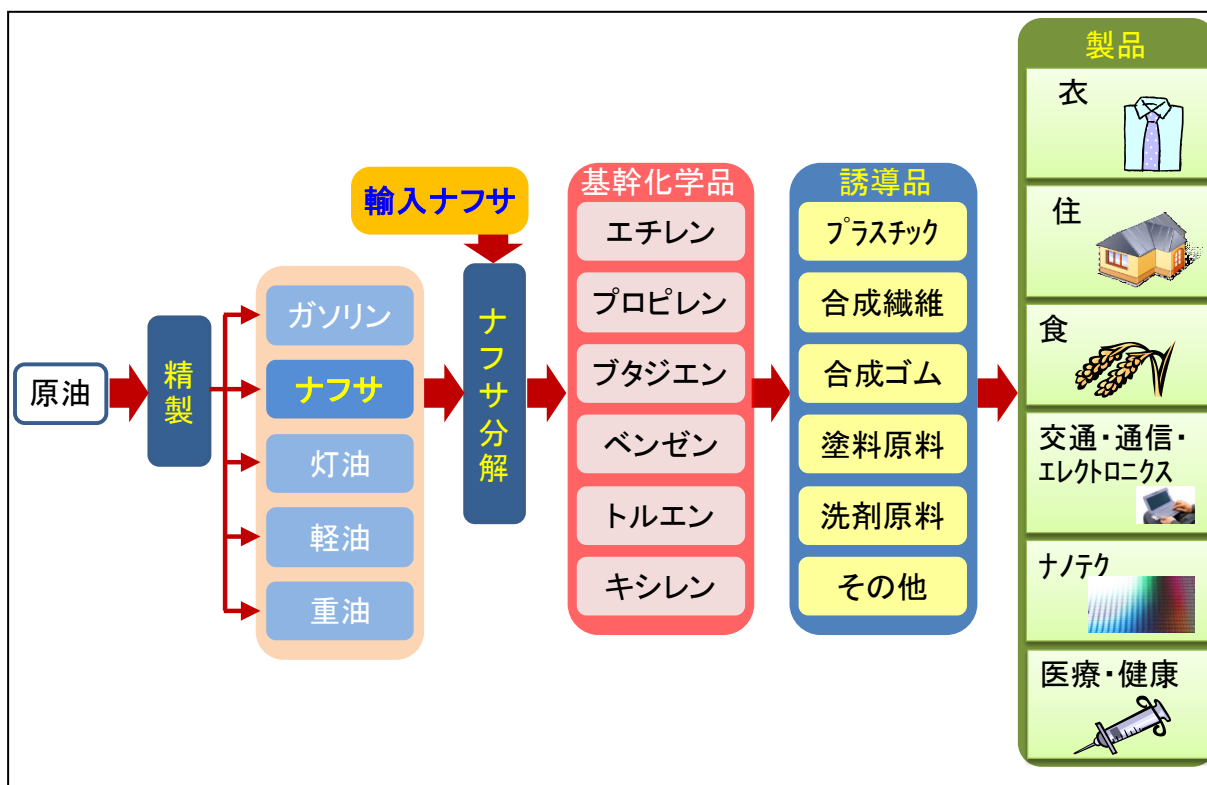 原油
精製
ガソリン
ナフサ
灯油
軽油
重油
輸入ナフサ
ナフサ分解
基幹化学品
エチレン
プロピレン
ブタジエン
ベンゼン
トルエン
キシレン
誘導品
プラスチック
合成繊維
合成ゴム
塗料原料
洗剤原料
その他
製品
衣
住
食
交通・通信・
エレクトロニクス
ナノテク
医療・健康